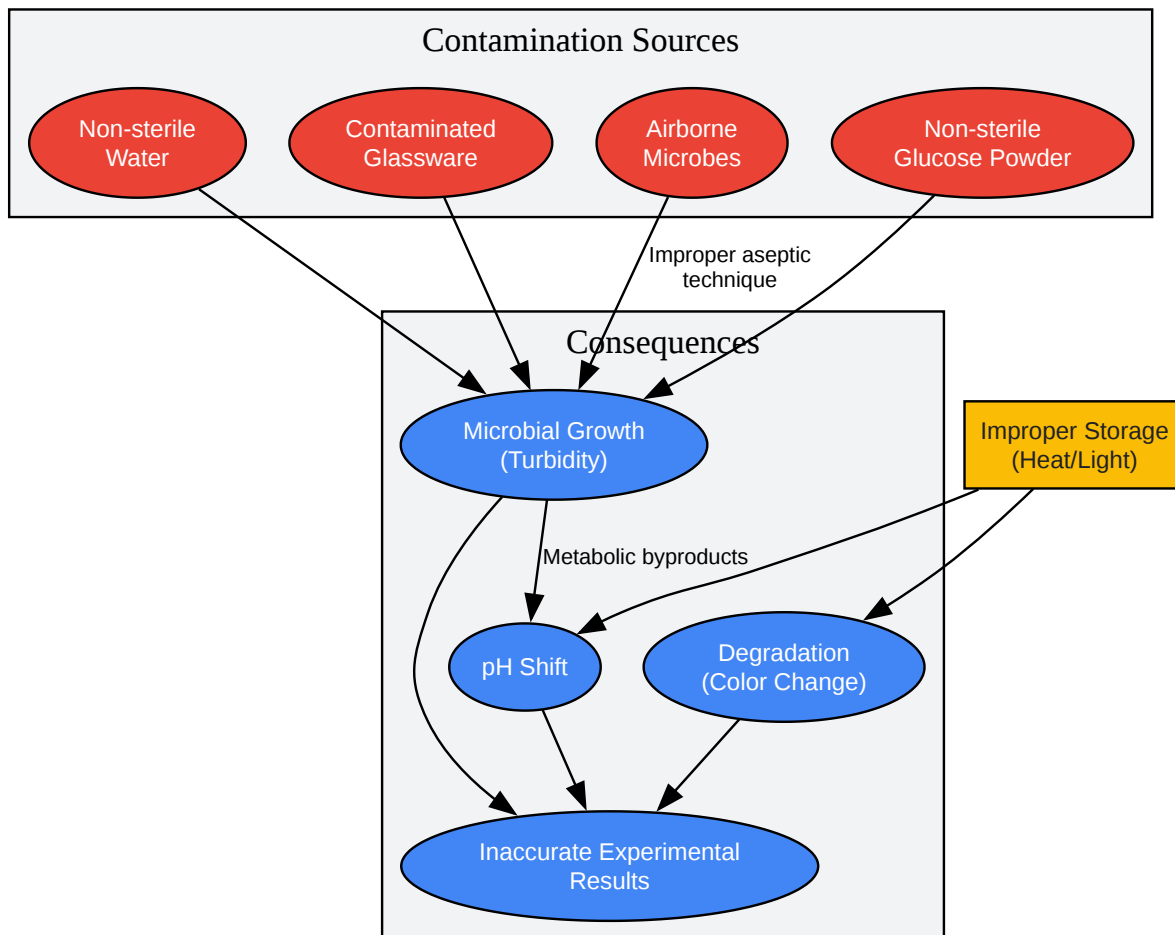 Contamination Sources
Non-sterile
Water
Contaminated
Glassware
Airborne
Microbes
Non-sterile
Glucose Powder
Improper aseptic
technique
Consequences
Microbial Growth
(Turbidity)
Improper Storage
(Heat/Light)
Metabolic byproducts
pH Shift
Degradation
(Color Change)
Inaccurate Experimental
Results